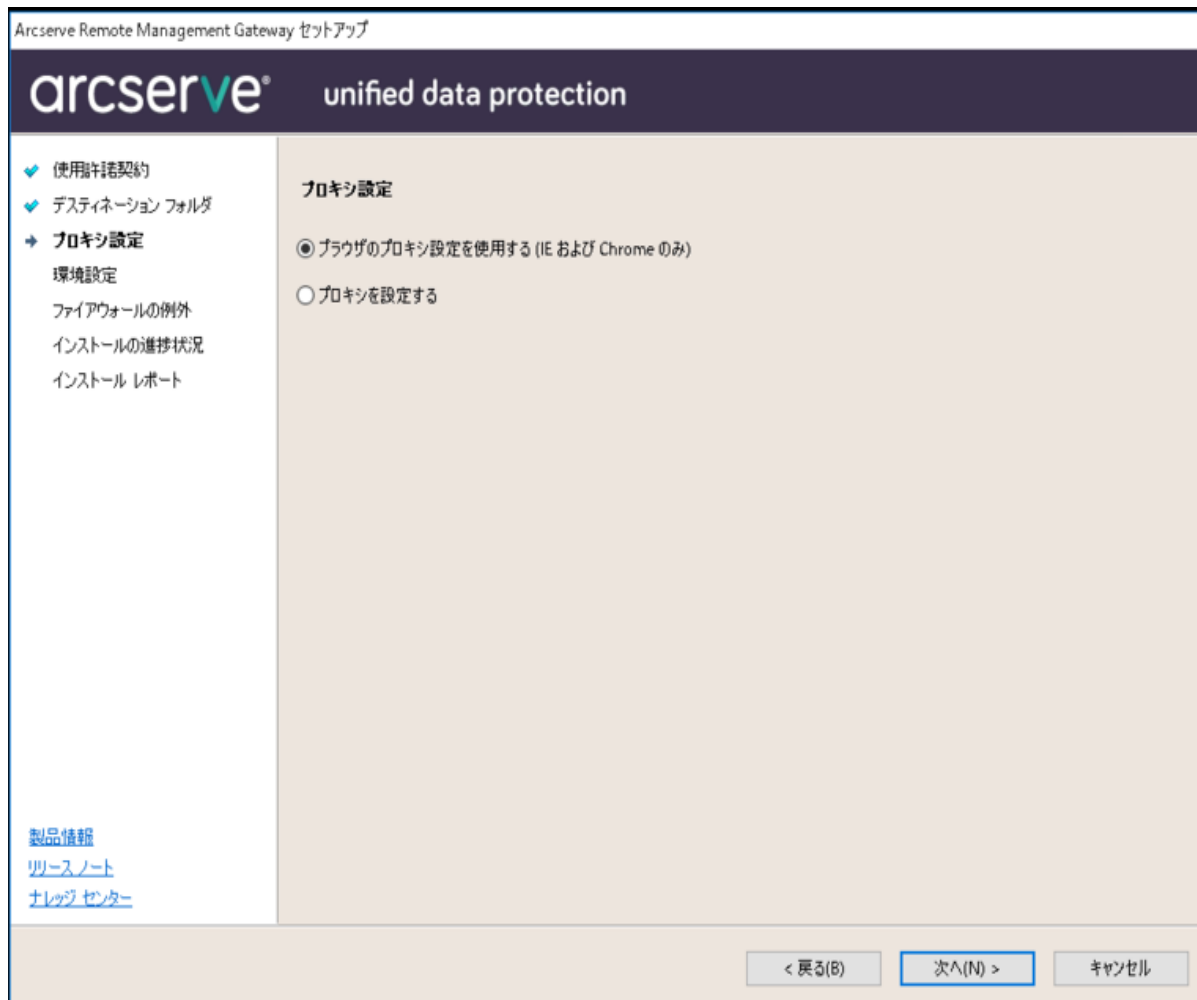 Arcserve Remote Management Gateway セットアップ
arcserve® unified data protection
使用許諾契約
デスティネーション フォルダ
プロキシ設定
環境設定
ファイアウォールの例外
インストールの進捗状況
インストール レポート
プロキシ設定
ブラウザのプロキシ設定を使用する (IE および Chrome のみ)
プロキシを設定する
製品情報
リリース ノート
ナレッジ センター
< 戻る(B)
次へ(N) >
キャンセル